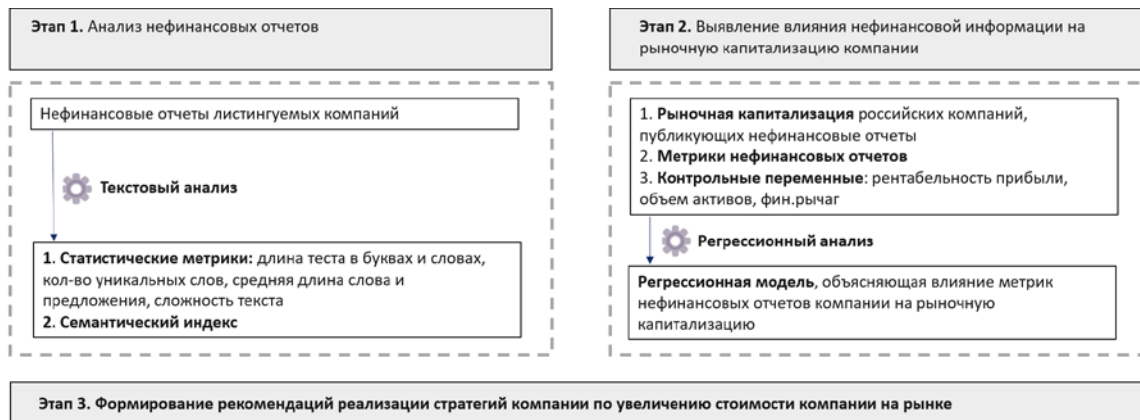 Этап 1. Анализ нефинансовых отчетов
Нефинансовые отчеты листингуемых компаний
Текстовый анализ
1. Статистические метрики: длина теста в буквах и словах,
кол-во уникальных слов, средняя длина слова и
предложения, сложность текста
2. Семантический индекс
Этап 2. Выявление влияния нефинансовой информации на
рыночную капитализацию компании
1. Рыночная капитализация российских компаний,
публикующих нефинансовые отчеты
2. Метрики нефинансовых отчетов
3. Контрольные переменные: рентабельность прибыли,
объем активов, фин.рычаг
Регрессионный анализ
Регрессионная модель, объясняющая влияние метрик
нефинансовых отчетов компании на рыночную
капитализацию
Этап 3. Формирование рекомендаций реализации стратегий компании по увеличению стоимости компании на рынке